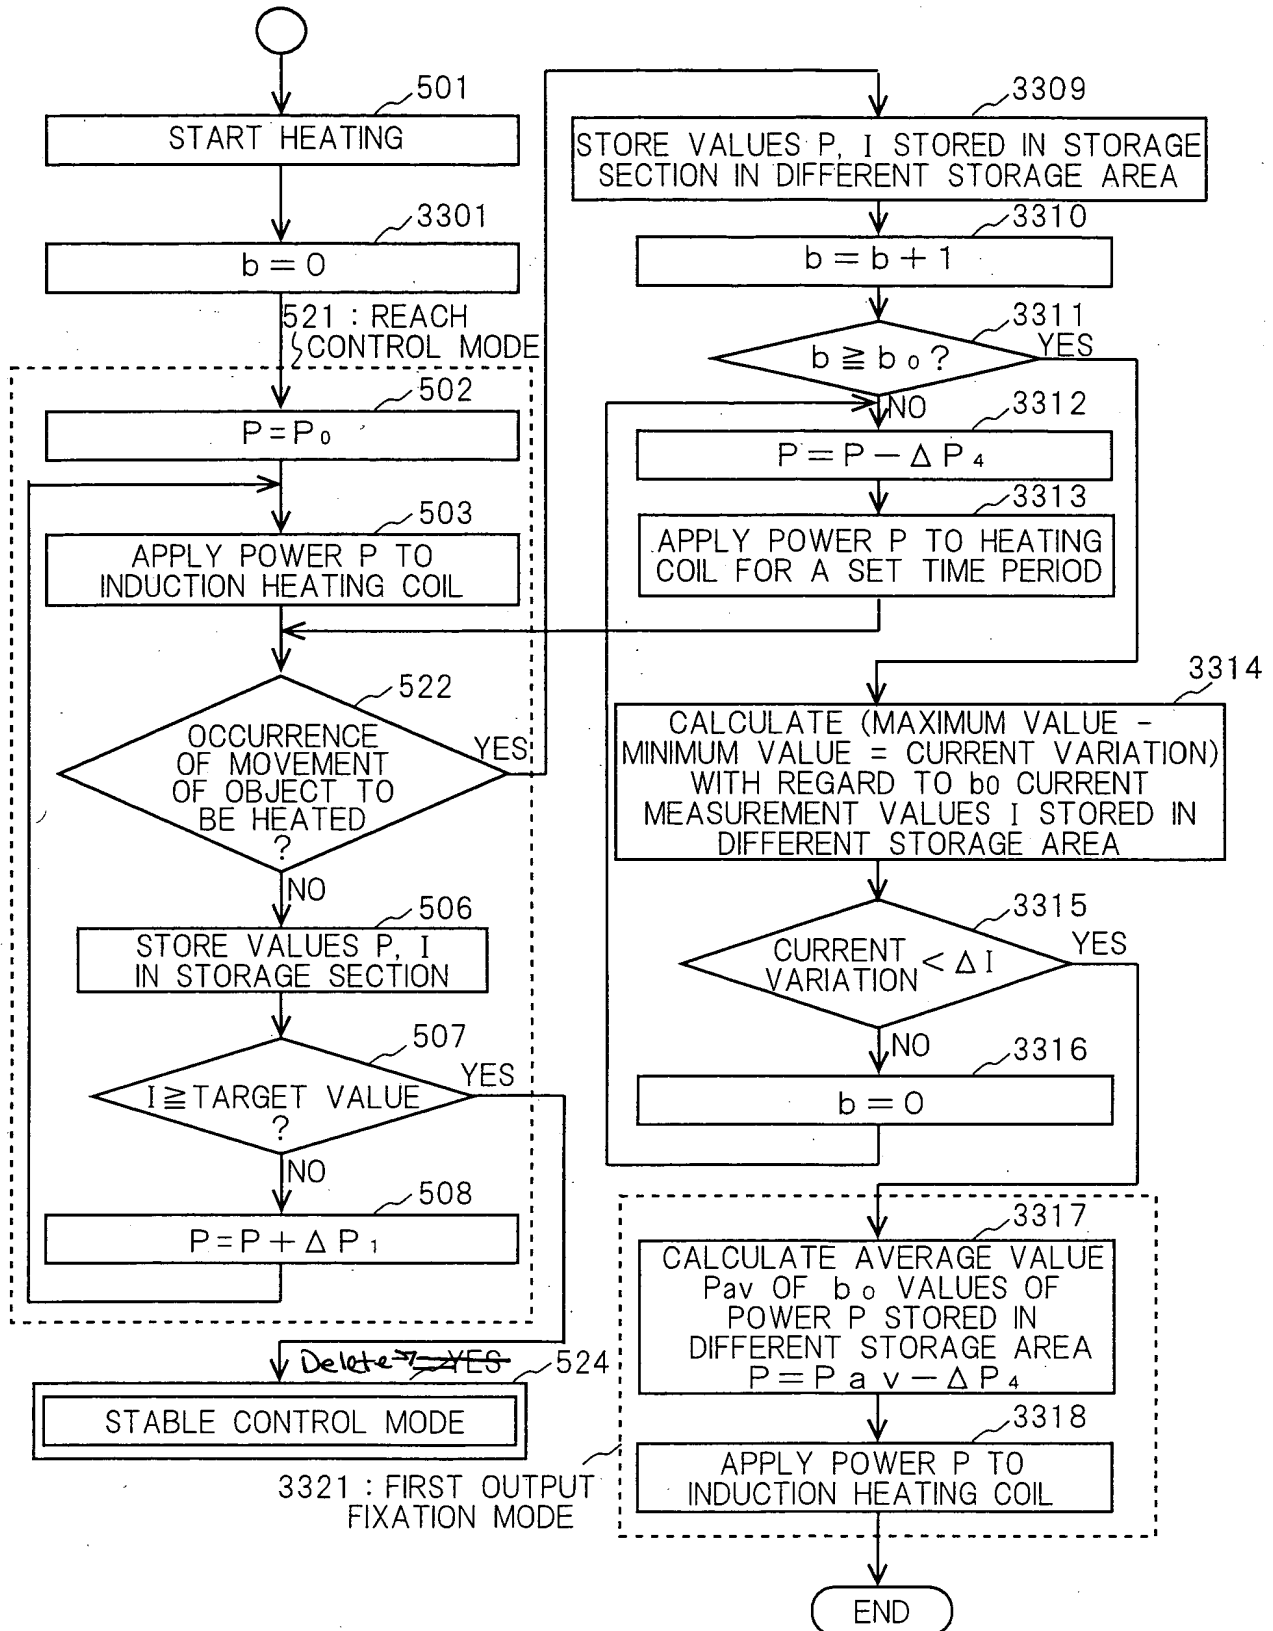 501
START HEATING
3301
b = 0
521 : REACH
CONTROL MODE
502
P = P₀
503
APPLY POWER P TO
INDUCTION HEATING COIL
522
OCCURRENCE
OF MOVEMENT
OF OBJECT TO
BE HEATED
?
YES
NO
506
STORE VALUES P, I
IN STORAGE SECTION
507
I ≧ TARGET VALUE
?
YES
NO
508
P = P + Δ P₁
Delete → YES
524
STABLE CONTROL MODE
3309
STORE VALUES P, I STORED IN STORAGE
SECTION IN DIFFERENT STORAGE AREA
3310
b = b + 1
3311
b ≧ b₀ ?
YES
NO
3312
P = P − Δ P₄
3313
APPLY POWER P TO HEATING
COIL FOR A SET TIME PERIOD
3314
CALCULATE (MAXIMUM VALUE -
MINIMUM VALUE = CURRENT VARIATION)
WITH REGARD TO b0 CURRENT
MEASUREMENT VALUES I STORED IN
DIFFERENT STORAGE AREA
3315
CURRENT
VARIATION < Δ I
YES
NO
3316
b = 0
3317
CALCULATE AVERAGE VALUE
Pav OF b₀ VALUES OF
POWER P STORED IN
DIFFERENT STORAGE AREA
P = P a v − Δ P₄
3318
APPLY POWER P TO
INDUCTION HEATING COIL
3321 : FIRST OUTPUT
FIXATION MODE
END